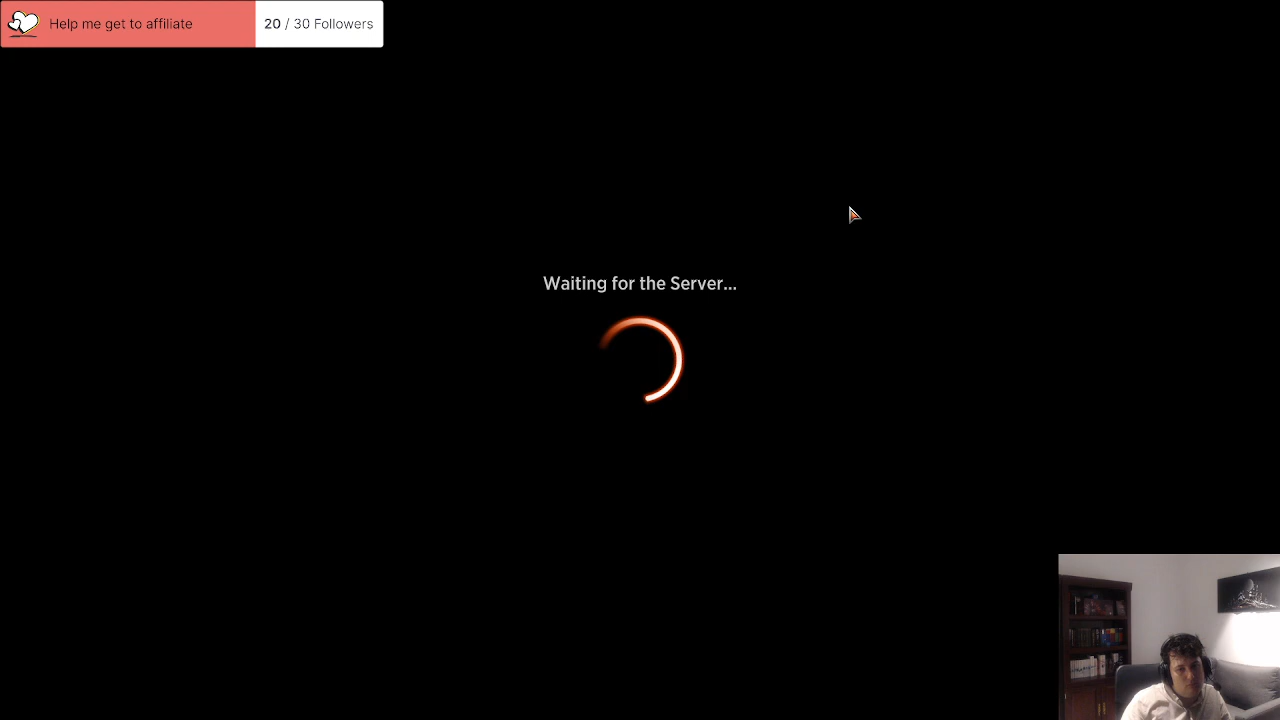 Help me get to affiliate
20 / 30 Followers
Waiting for the Server...